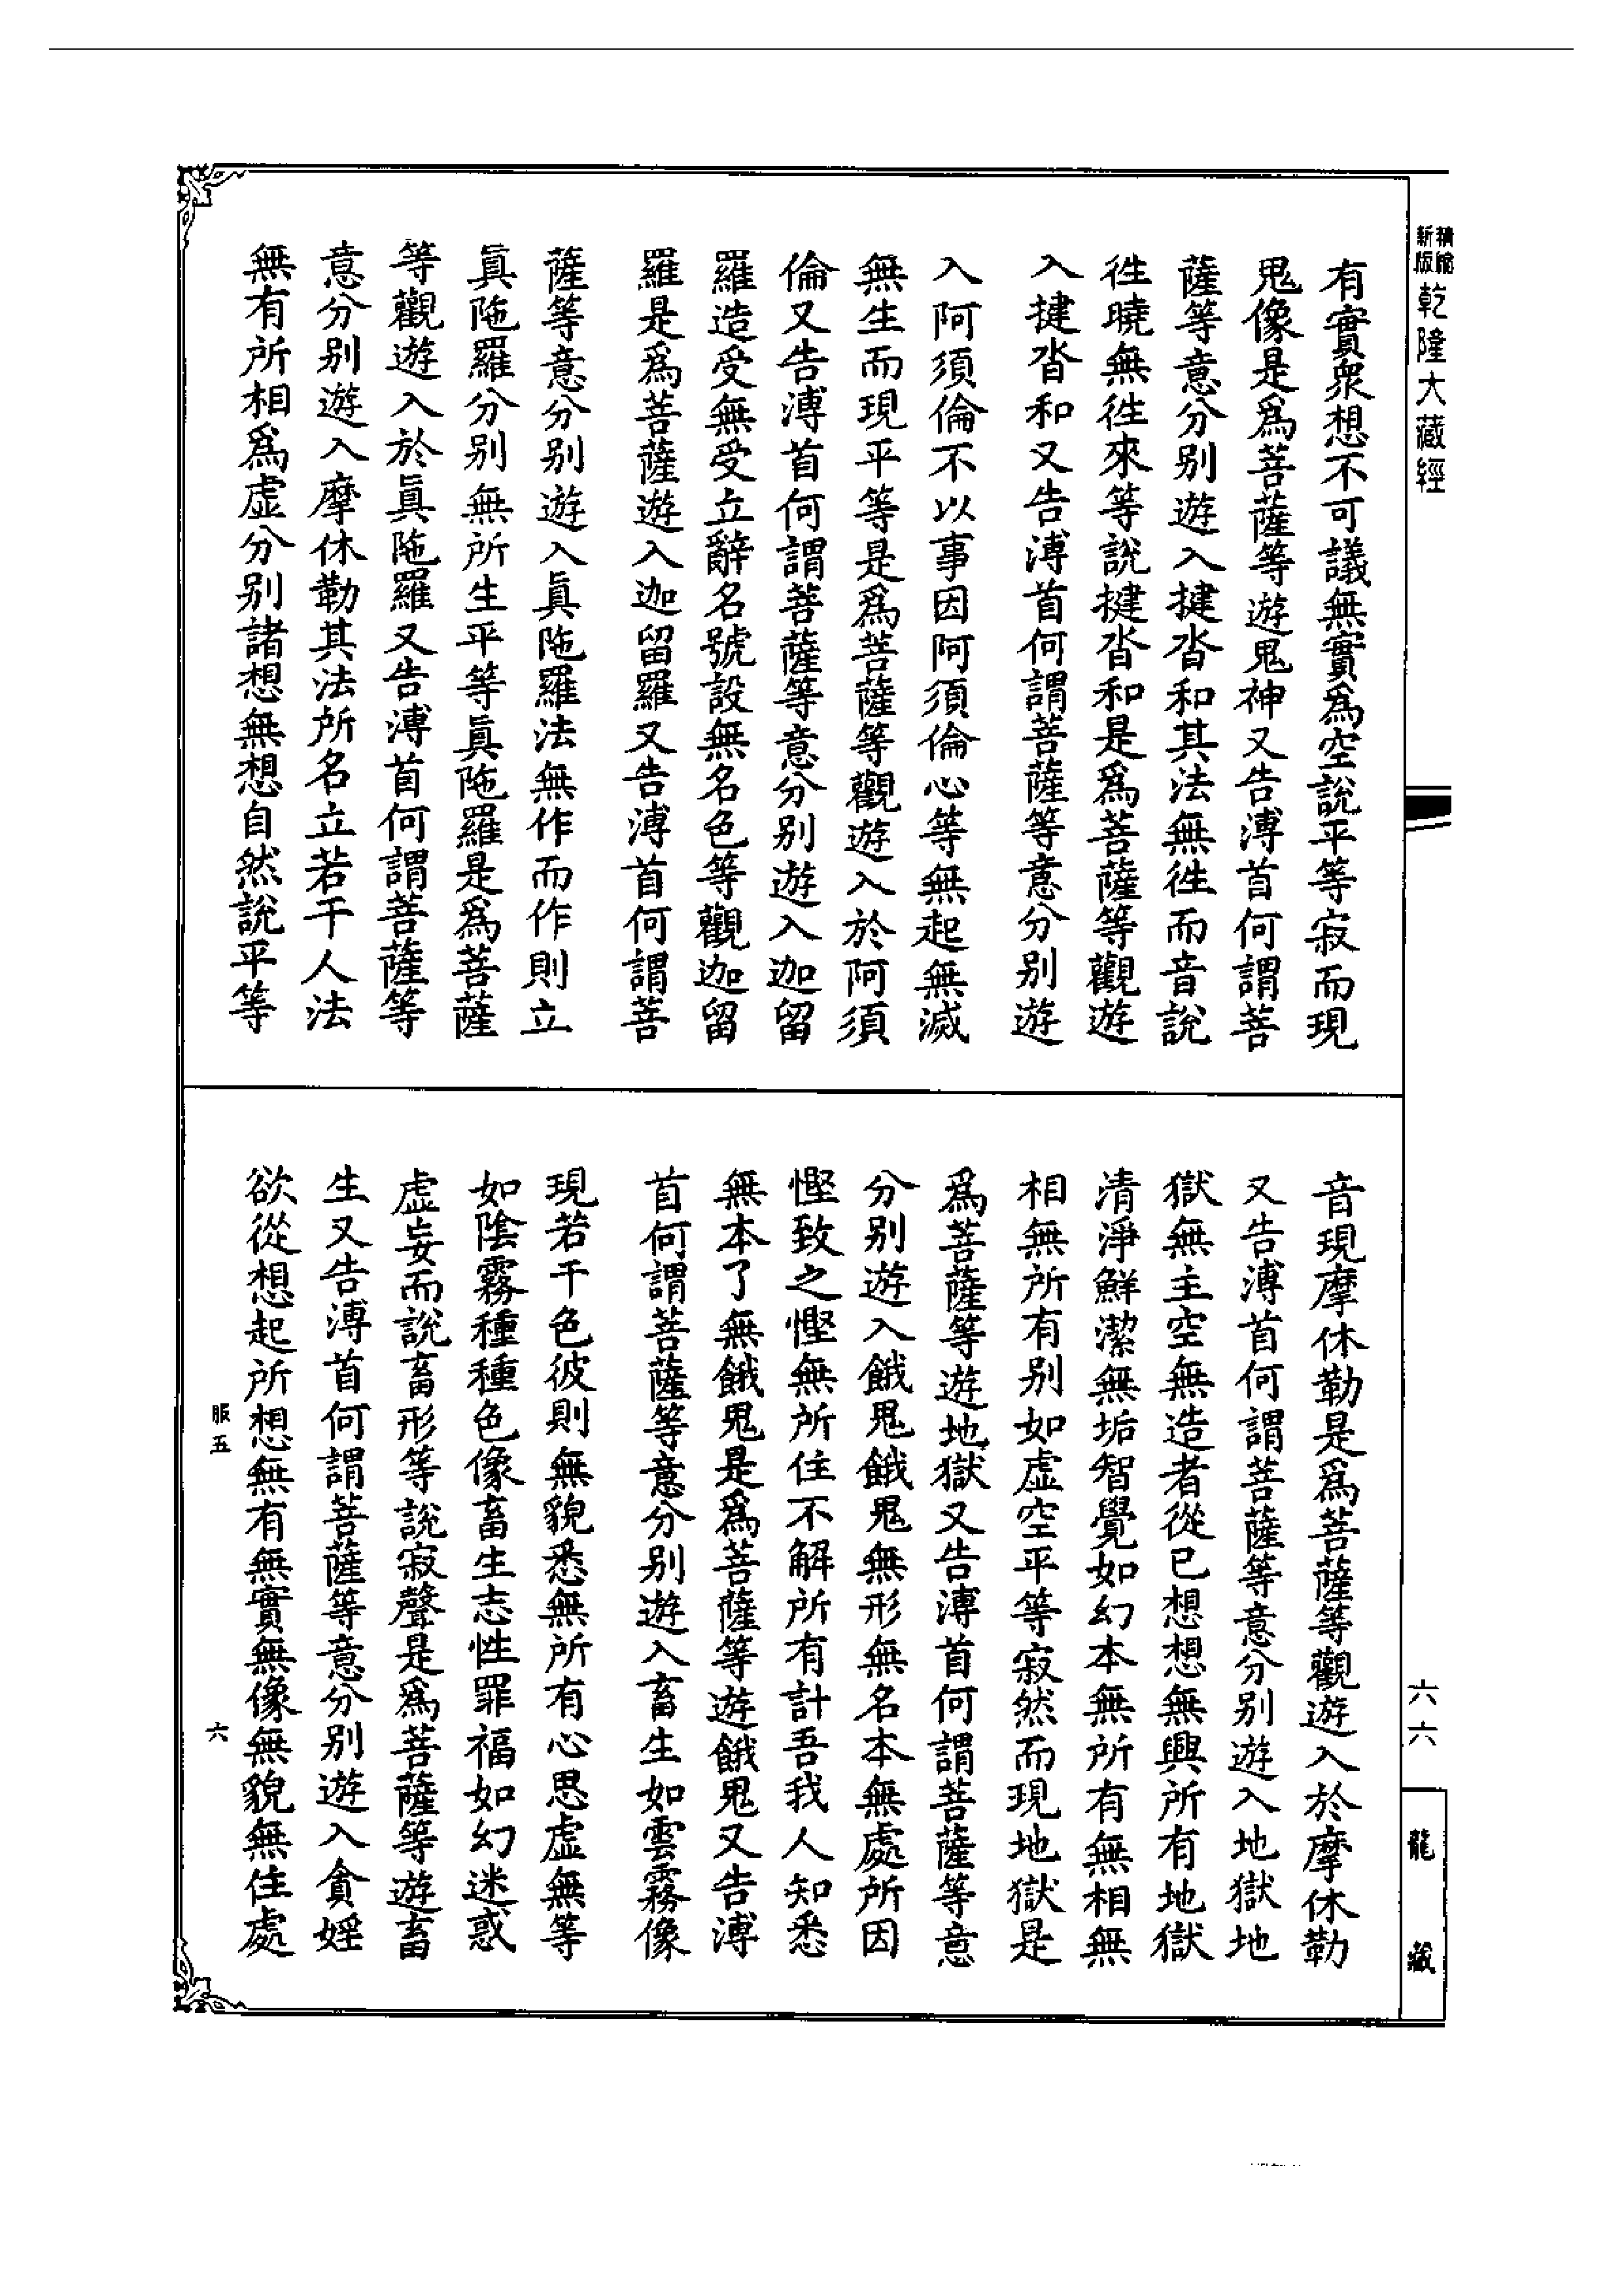 精縮新版
乾隆大藏經
六六
龍藏
有實衆想不可議無實爲空說平等寂而現
鬼像是爲菩薩等遊鬼神又告溥首何謂菩
薩等意分別遊入揵沓和其法無徃而音說
徃曉無徃來等說揵沓和是爲菩薩等觀遊
入揵沓和又告溥首何謂菩薩等意分別遊
入阿須倫不以事因阿須倫心等無起無滅
無生而現平等是爲菩薩等觀遊入於阿須
倫又告溥首何謂菩薩等意分別遊入迦留
羅造受無受立辭名號設無名色等觀迦留
羅是爲菩薩遊入迦留羅又告溥首何謂菩
薩等意分別遊入眞陁羅法無作而作則立
眞陁羅分別無所生平等眞陁羅是爲菩薩
等觀遊入於眞陁羅又告溥首何謂菩薩等
意分別遊入摩休勒其法所名立若干人法
無有所相爲虛分別諸想無想自然說平等
音現摩休勒是爲菩薩等觀遊入於摩休勒
又告溥首何謂菩薩等意分別遊入地獄地
獄無主空無造者從已想想無興所有地獄
清淨鮮潔無垢智覺如幻本無所有無相無
相無所有別如虛空平等寂然而現地獄是
爲菩薩等遊地獄又告溥首何謂菩薩等意
分別遊入餓鬼餓鬼無形無名本無處所因
慳致之慳無所住不解所有計吾我人知悉
無本了無餓鬼是爲菩薩等遊餓鬼又告溥
首何謂菩薩等意分別遊入畜生如雲霧像
現若干色彼則無貌悉無所有心思虛無等
如陰霧種種色像畜生志性罪福如幻迷惑
虛妄而說畜形等說寂聲是爲菩薩等遊畜
生又告溥首何謂菩薩等意分別遊入貪婬
欲從想起所想無有無實無像無貌無住處
服五
六